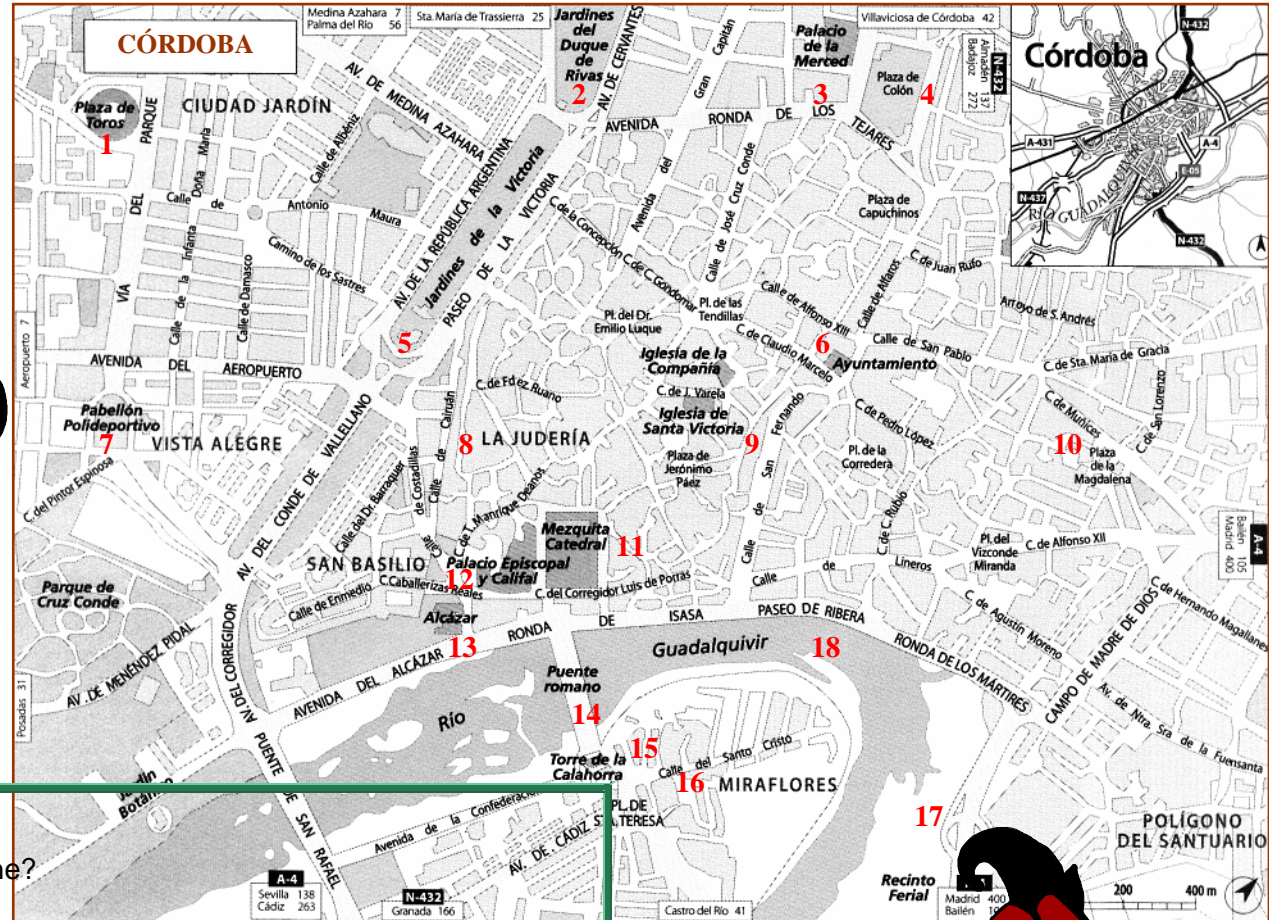 CÓRDOBA
Medina Azahara 7
Palma del Río 56
Sta. María de Trassierra 25
Jardines
del
Duque
de
Rivas
2
AV. DE CERVANTES
Gran Capitán
Palacio
de la
Merced
3
Villaviciosa de Córdoba 42
Plaza de
Colón
4
N-432
Almadén 137
Badajoz 272
Córdoba
N-432
A-431
A-4
E-05
N-437
RÍO GUADALQUIVIR
N-432
Plaza de
Toros
1
CIUDAD JARDÍN
AV. DE MEDINA AZAHARA
VÍA DEL PARQUE
Calle de Albéniz
Doña María
Calle de Antonio Maura
Calle de la Infanta
Calle de Damasco
Camino de los Sastres
AV. DE LA REPÚBLICA ARGENTINA
Jardines de la Victoria
PASEO DE LA VICTORIA
5
AVENIDA RONDA DE LOS TEJARES
Avenida del
Calle de José Cruz Conde
Plaza de
Capuchinos
C. de la Concepción
C. de C. Gondomar
C. de Juan Rufo
Calle de Alfaros
Arroyo de S. Andrés
Pl. del Dr.
Emilio Luque
Pl. de las
Tendillas
Calle de Alfonso XIII
C. de Claudio Marcelo
6
Ayuntamiento
Calle de San Pablo
C. de Sta. María de Gracia
Aeropuerto 7
AVENIDA DEL AEROPUERTO
Iglesia de la
Compañía
C. de J. Varela
Iglesia de
Santa Victoria
C. de Fdez Ruano
Pabellón
Polideportivo
7
VISTA ALEGRE
C. del Pintor Espinosa
AV. DEL CONDE DE VALLELLANO
Calle de Cairuán
8
LA JUDERÍA
Plaza de
Jerónimo
Páez
9
Calle de San Fernando
C. de Pedro López
Pl. de la
Corredera
C. de Muñices
10
Plaza
de la
Magdalena
C. de San Lorenzo
Calle del Dr. Barraquer
Calle de Costadillas
C. de T. Manrique Deanos
Mezquita
Catedral
11
C. de C. Rubio
Pl. del
Vizconde
Miranda
C. de Alfonso XII
Bailén 105
Madrid 400
A-4
SAN BASILIO
Palacio Episcopal
y Califal
12
C. Caballerizas Reales
Calle de Enmedio
C. del Corregidor Luis de Porras
Calle de Lineros
Parque de
Cruz Conde
Alcázar
13
AVENIDA DEL ALCÁZAR
RONDA DE ISASA
PASEO DE RIBERA
RONDA DE LOS MÁRTIRES
C. de Agustín Moreno
C. de Hernando Magallanes
CAMPO DE MADRE DE DIOS
Av. de Ntra. Sra de la Fuensanta
AV. DE MENÉNDEZ PIDAL
AV. DEL CORREGIDOR
Posadas 31
Guadalquivir
18
Puente
romano
14
Río
15
Torre de la
Calahorra
Calle del Santo Cristo
16
MIRAFLORES
17
PUENTE DE SAN RAFAEL
Jardín
Botánico
Avenida de la Confederación
PL. DE
STA. TERESA
AV. DE CÁDIZ
POLÍGONO
DEL SANTUARIO
Recinto
Ferial
A-4
Sevilla 138
Cádiz 263
N-432
Granada 166
Castro del Río 41
Madrid 400
Bailén
200 400 m
ne?